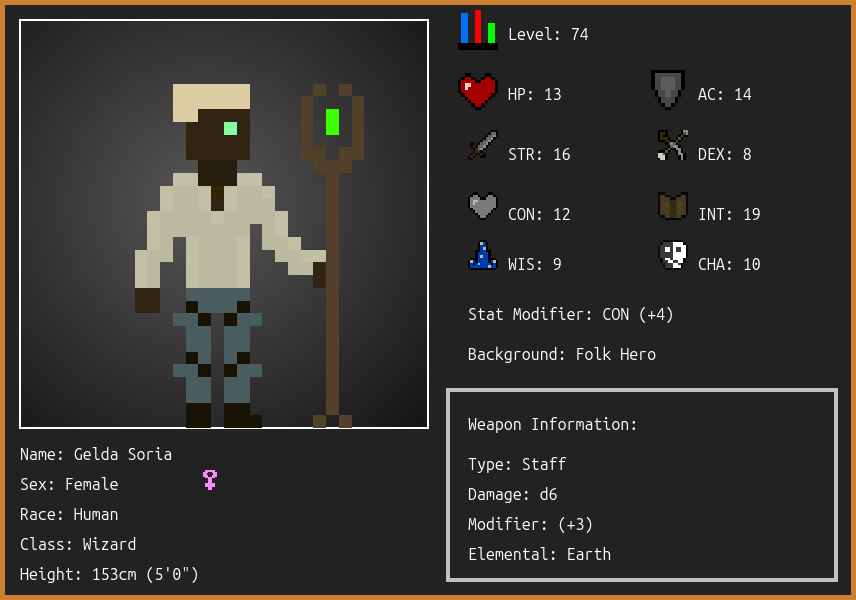 Level: 74
HP: 13
AC: 14
STR: 16
DEX: 8
CON: 12
INT: 19
WIS: 9
CHA: 10
Stat Modifier: CON (+4)
Background: Folk Hero
Weapon Information:
Type: Staff
Damage: d6
Modifier: (+3)
Elemental: Earth
Name: Gelda Soria
Sex: Female
Race: Human
Class: Wizard
Height: 153cm (5'0")